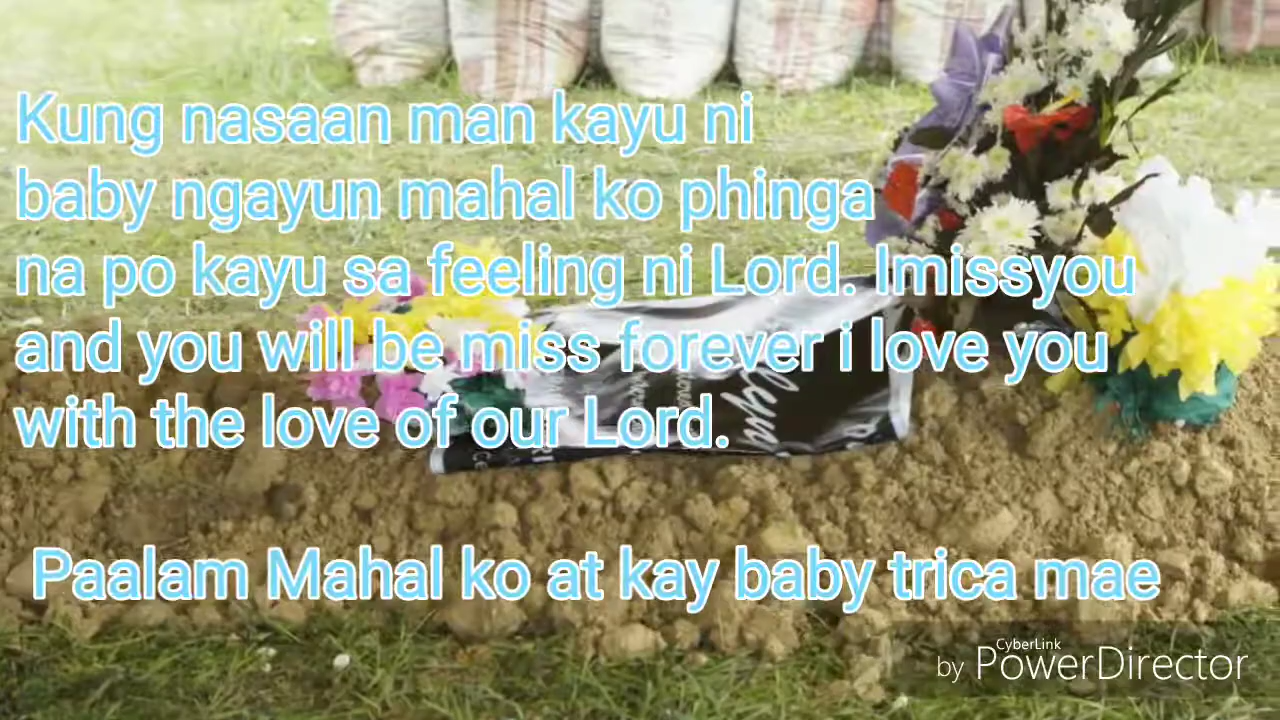 Kung nasaan man kayu ni
baby ngayun mahal ko phinga
na po kayu sa feeling ni Lord. Imissyou
and you will be miss forever i love you
with the love of our Lord.
Paalam Mahal ko at kay baby trica mae
CyberLink
by PowerDirector